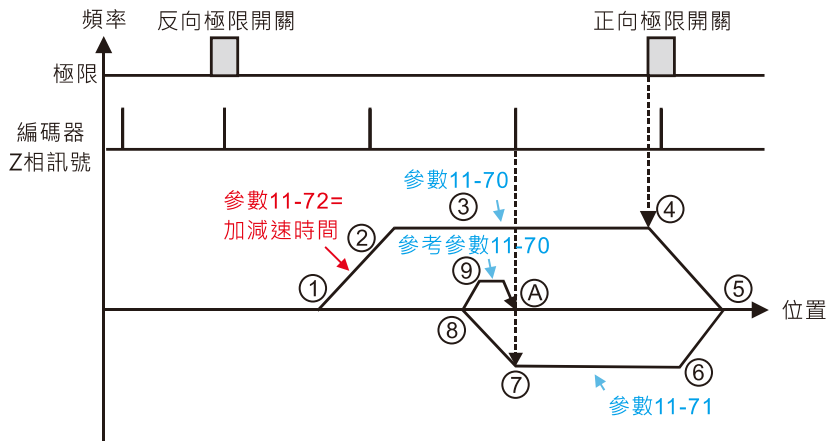 頻率
反向極限開關
正向極限開關
極限
編碼器
Z相訊號
參數11-72=
加減速時間
參數11-70
③
④
②
參考參數11-70
⑨
①
Ⓐ
⑤
位置
⑧
⑦
⑥
參數11-71